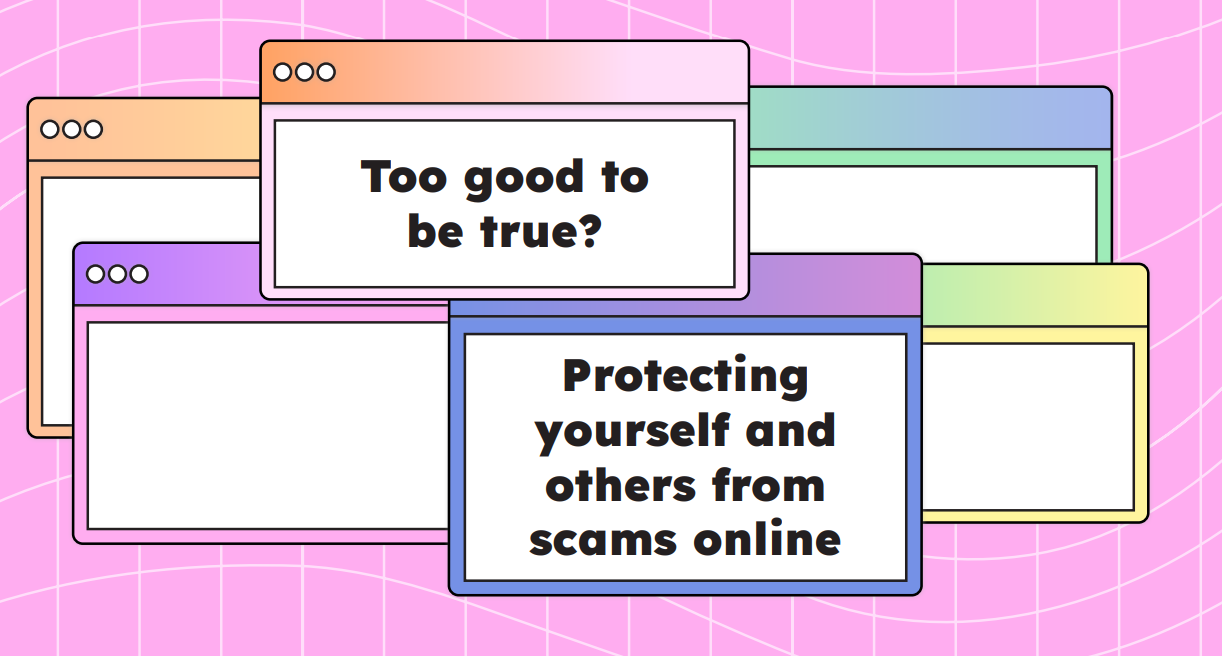 Too good to
be true?
Protecting
yourself and
others from
scams online